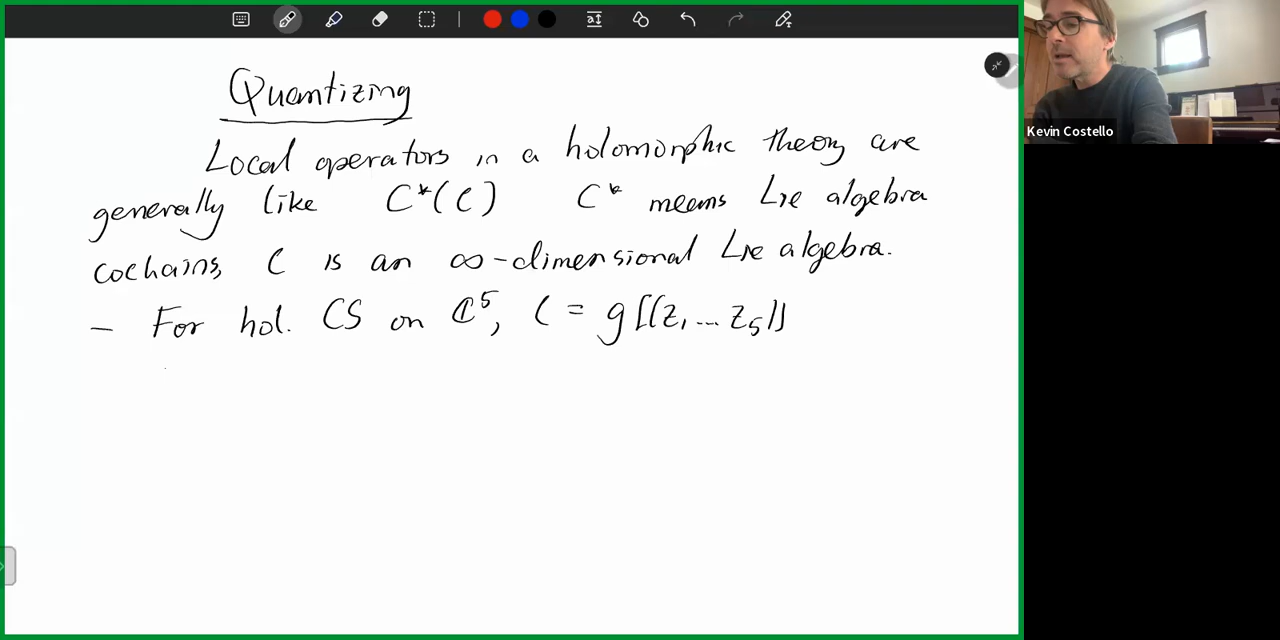 Quantizing
Local operators in a holomorphic theory are
generally like C*(L) C* means Lie algebra
cochains, L is an ∞-dimensional Lie algebra.
— For hol. CS on ℂ⁵, L = g[[z₁ ... z₅]]
Kevin Costello